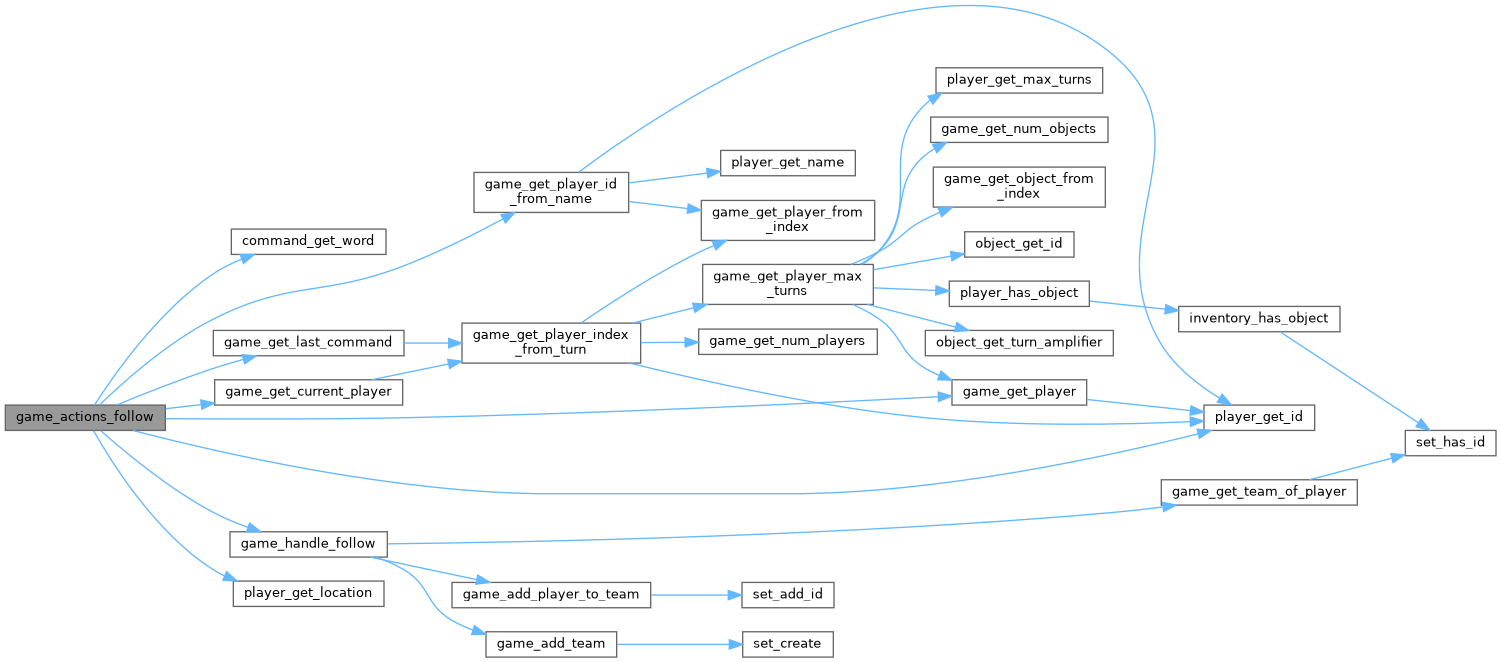 player_get_max_turns
game_get_num_objects
player_get_name
game_get_object_from
_index
game_get_player_id
_from_name
game_get_player_from
_index
command_get_word
object_get_id
game_get_player_max
_turns
player_has_object
inventory_has_object
game_get_last_command
game_get_player_index
_from_turn
game_get_num_players
object_get_turn_amplifier
game_get_current_player
game_get_player
game_actions_follow
player_get_id
set_has_id
game_get_team_of_player
game_handle_follow
player_get_location
game_add_player_to_team
set_add_id
game_add_team
set_create